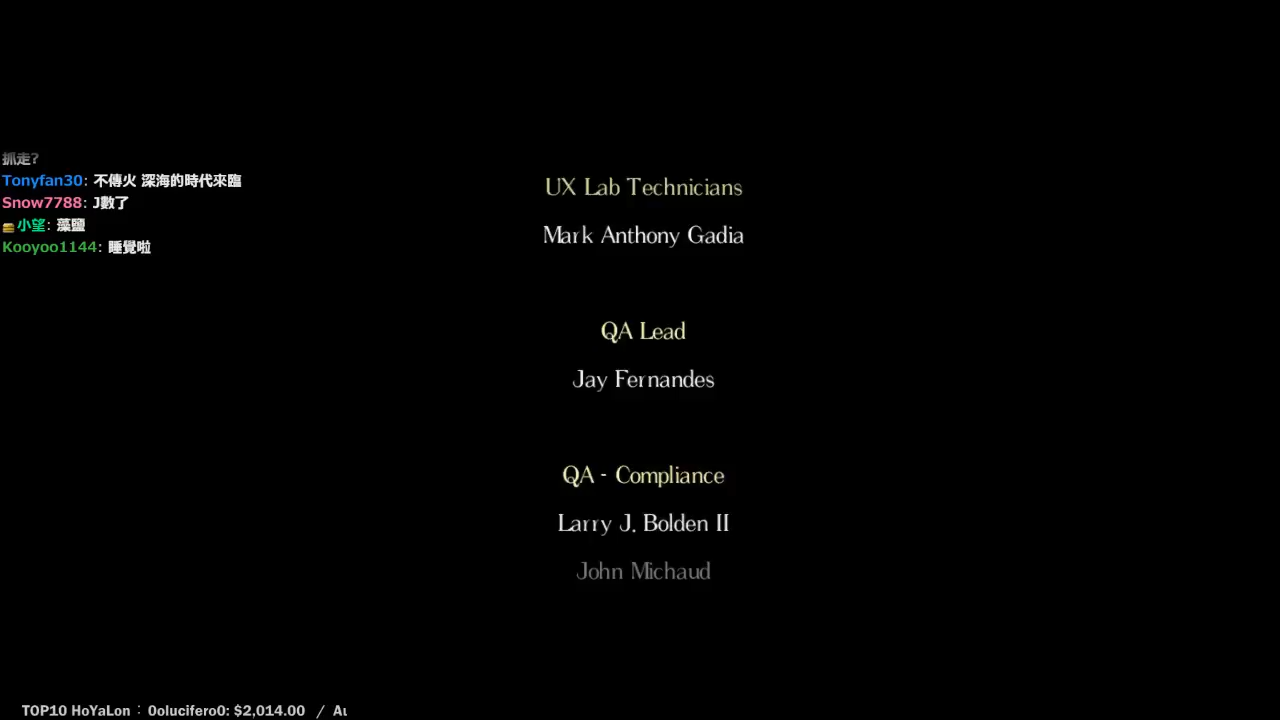 抓走?
Tonyfan30: 不傳火 深海的時代來臨
Snow7788: J數了
小望: 藻鹽
Kooyoo1144: 睡覺啦
UX Lab Technicians
Mark Anthony Gadia
QA Lead
Jay Fernandes
QA - Compliance
Larry J. Bolden II
John Michaud
TOP10 HoYaLon：0olucifero0: $2,014.00 / Au